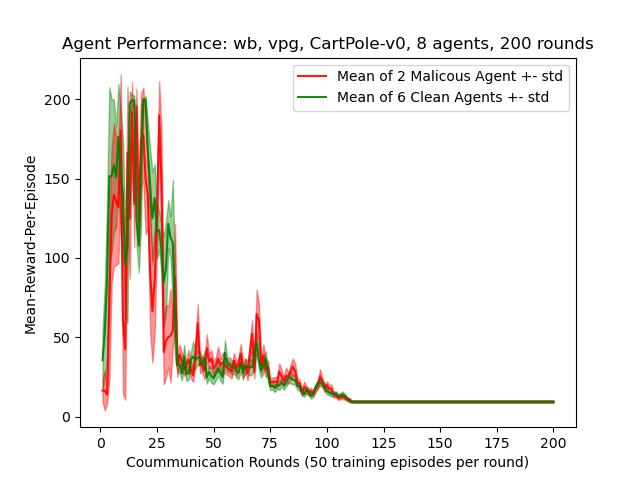 Agent Performance: wb, vpg, CartPole-v0, 8 agents, 200 rounds
Mean of 2 Malicous Agent +- std
Mean of 6 Clean Agents +- std
Mean-Reward-Per-Episode
200
150
100
50
0
0 25 50 75 100 125 150 175 200
Coummunication Rounds (50 training episodes per round)